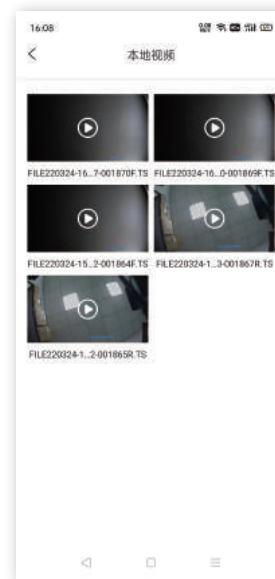 16:08
本地视频
FILE220324-16...7-001870F.TS
FILE220324-16...0-001869F.TS
FILE220324-15...2-001864F.TS
FILE220324-1...3-001867R.TS
FILE220324-1...2-001865R.TS